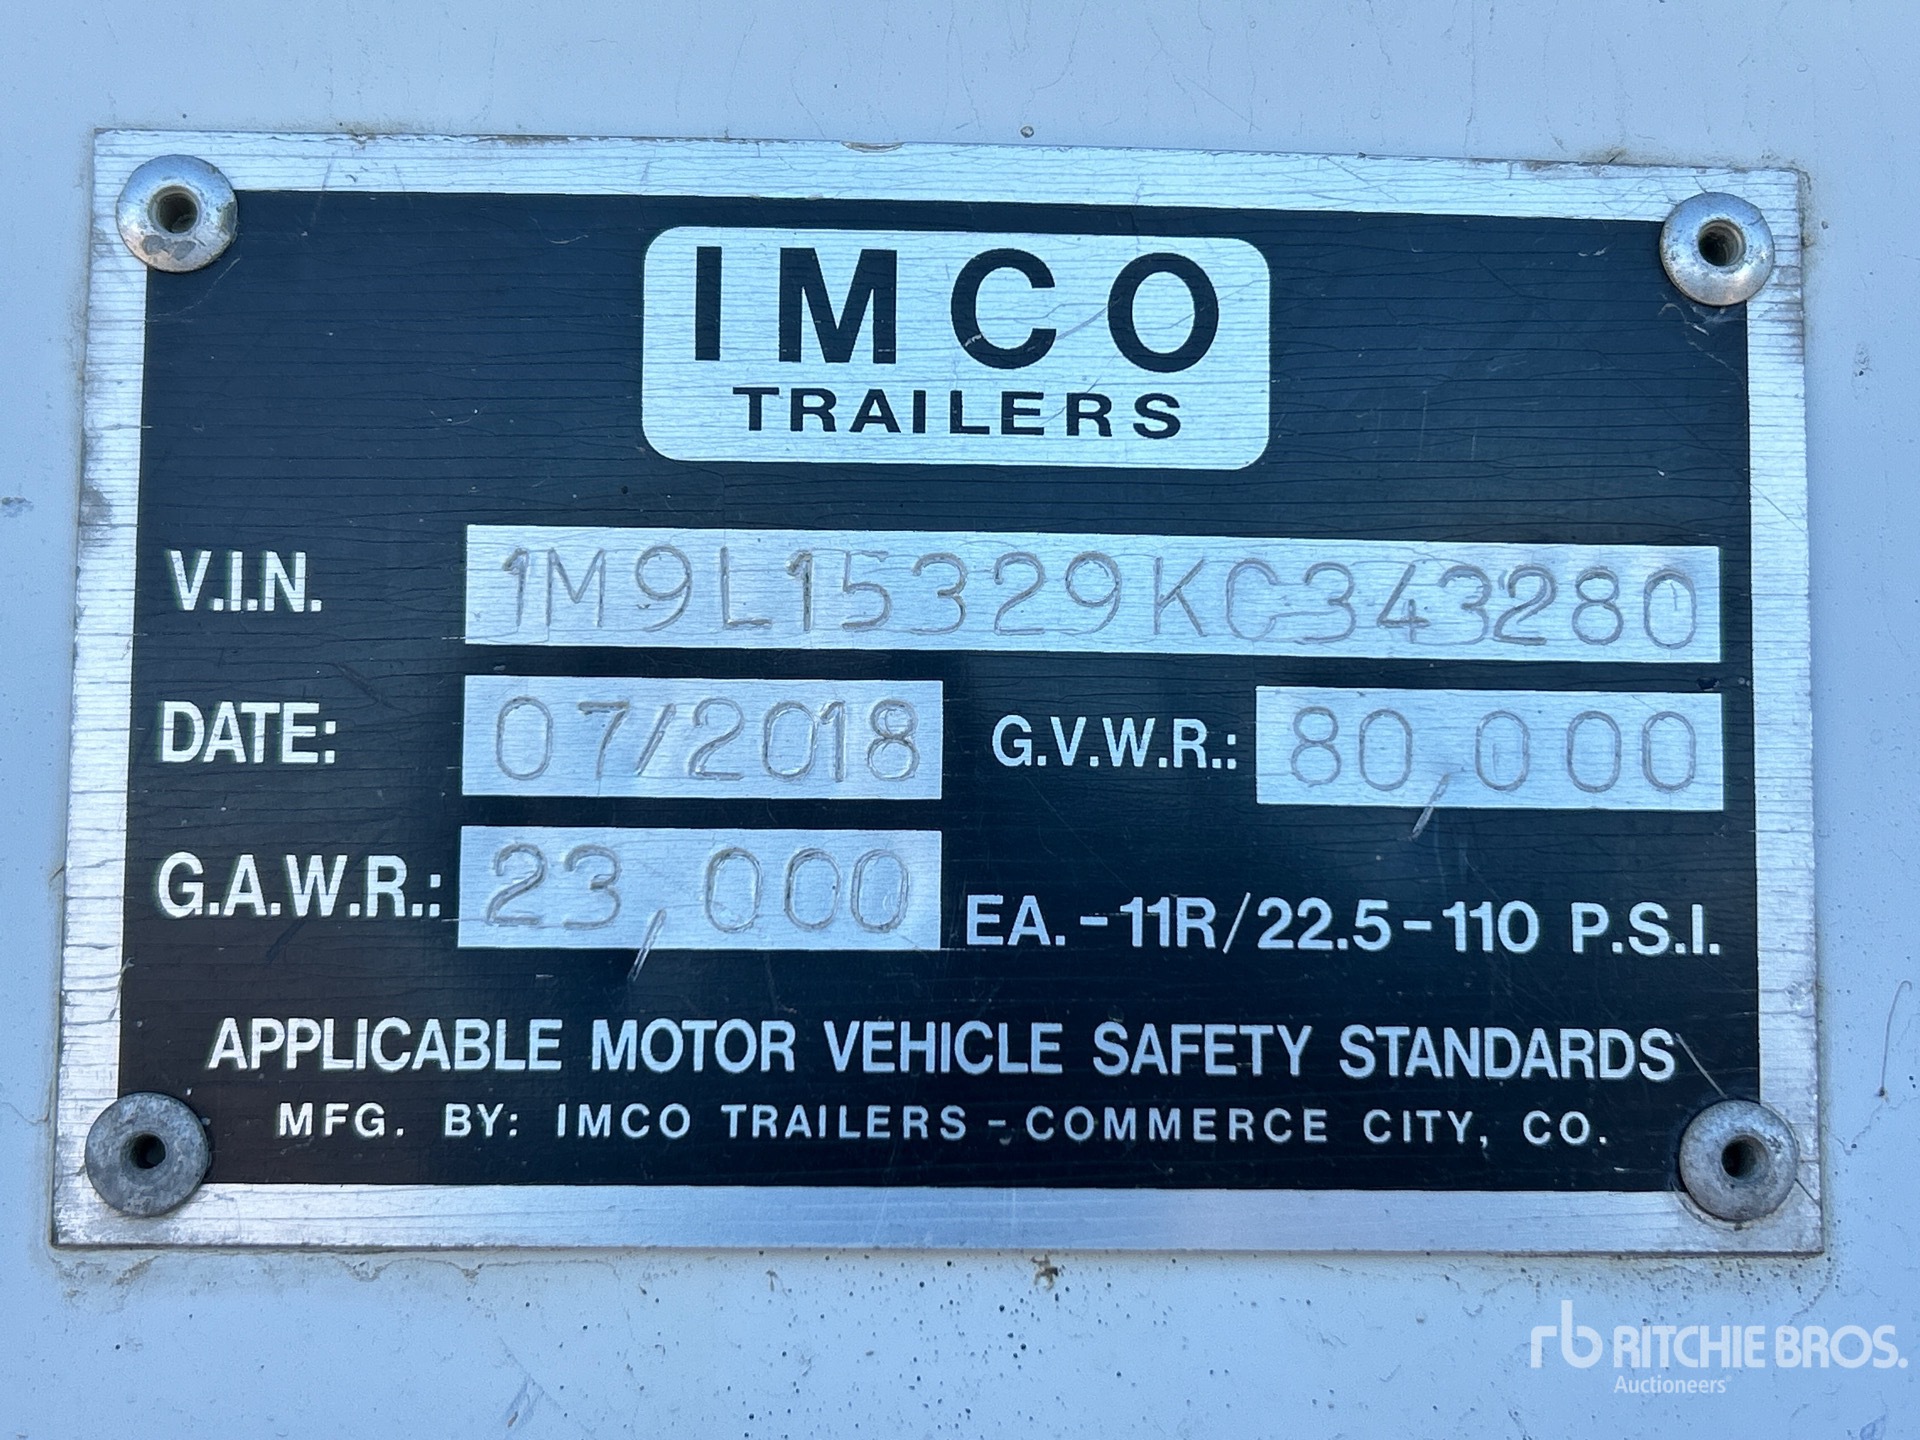 IMCO
TRAILERS
V.I.N. 1M9L15329KC343280
DATE: 07/2018 G.V.W.R.: 80,000
G.A.W.R.: 23,000 EA.-11R/22.5-110 P.S.I.
APPLICABLE MOTOR VEHICLE SAFETY STANDARDS
MFG. BY: IMCO TRAILERS - COMMERCE CITY, CO.
rb RITCHIE BROS.
Auctioneers